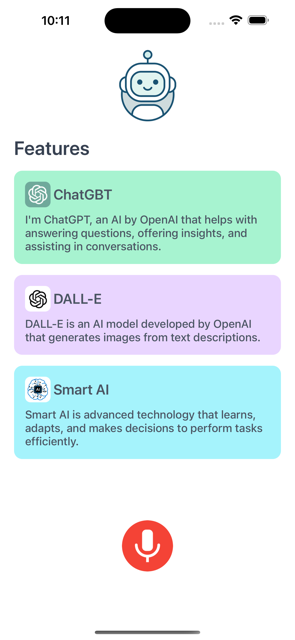 10:11
Features
ChatGBT
I'm ChatGPT, an AI by OpenAI that helps with
answering questions, offering insights, and
assisting in conversations.
DALL-E
DALL-E is an AI model developed by OpenAI
that generates images from text descriptions.
Smart AI
Smart AI is advanced technology that learns,
adapts, and makes decisions to perform tasks
efficiently.